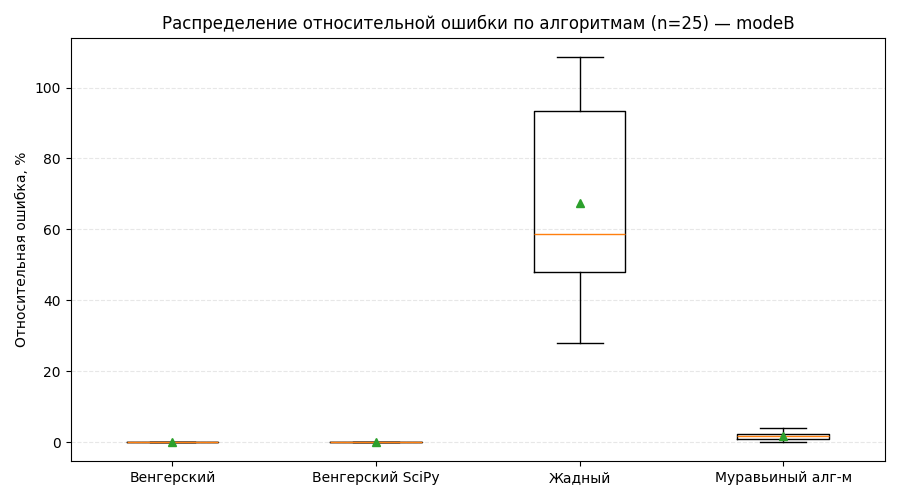 Распределение относительной ошибки по алгоритмам (n=25) — modeB
Относительная ошибка, %
100
80
60
40
20
0
Венгерский
Венгерский SciPy
Жадный
Муравьиный алг-м